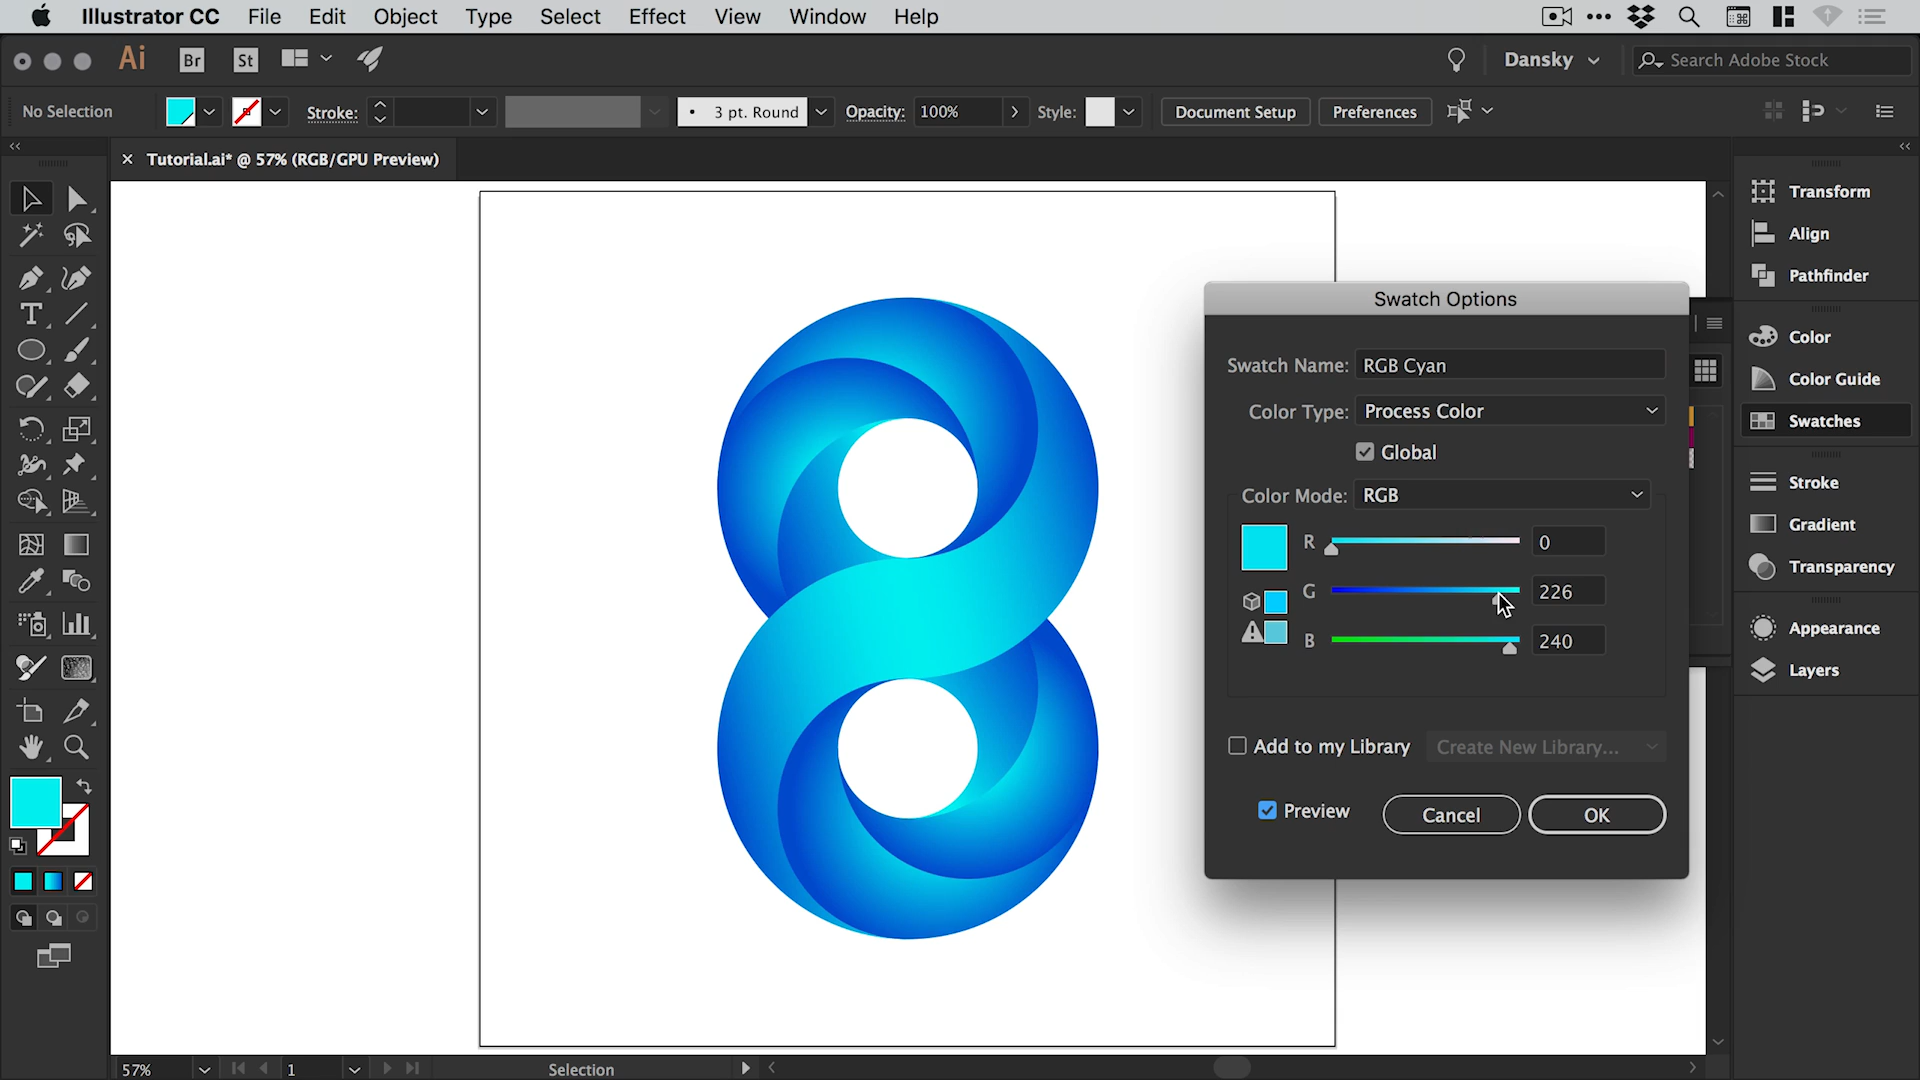 Illustrator CC File Edit Object Type Select Effect View Window Help
Ai Br St Dansky Search Adobe Stock
No Selection Stroke: 3 pt. Round Opacity: 100% Style: Document Setup Preferences
Tutorial.ai* @ 57% (RGB/GPU Preview)
Transform
Align
Pathfinder
Color
Color Guide
Swatches
Stroke
Gradient
Transparency
Appearance
Layers
Swatch Options
Swatch Name: RGB Cyan
Color Type: Process Color
Global
Color Mode: RGB
R 0
G 226
B 240
Add to my Library Create New Library...
Preview Cancel OK
57% 1 Selection